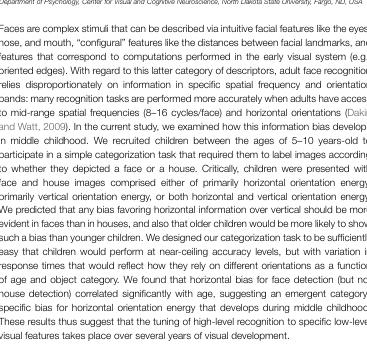 Department of Psychology, Center for Visual and Cognitive Neuroscience, North Dakota State University, Fargo, ND, USA
Faces are complex stimuli that can be described via intuitive facial features like the eyes
nose, and mouth, “configural” features like the distances between facial landmarks, and
features that correspond to computations performed in the early visual system (e.g.
oriented edges). With regard to this latter category of descriptors, adult face recognition
relies disproportionately on information in specific spatial frequency and orientation
bands: many recognition tasks are performed more accurately when adults have access
to mid-range spatial frequencies (8–16 cycles/face) and horizontal orientations (Daki
and Watt, 2009). In the current study, we examined how this information bias develop
in middle childhood. We recruited children between the ages of 5–10 years-old t
participate in a simple categorization task that required them to label images according
to whether they depicted a face or a house. Critically, children were presented with
face and house images comprised either of primarily horizontal orientation energy
primarily vertical orientation energy, or both horizontal and vertical orientation energy
We predicted that any bias favoring horizontal information over vertical should be more
evident in faces than in houses, and also that older children would be more likely to show
such a bias than younger children. We designed our categorization task to be sufficientl
easy that children would perform at near-ceiling accuracy levels, but with variation i
response times that would reflect how they rely on different orientations as a function
of age and object category. We found that horizontal bias for face detection (but no
house detection) correlated significantly with age, suggesting an emergent category
specific bias for horizontal orientation energy that develops during middle childhood
These results thus suggest that the tuning of high-level recognition to specific low-leve
visual features takes place over several years of visual development.